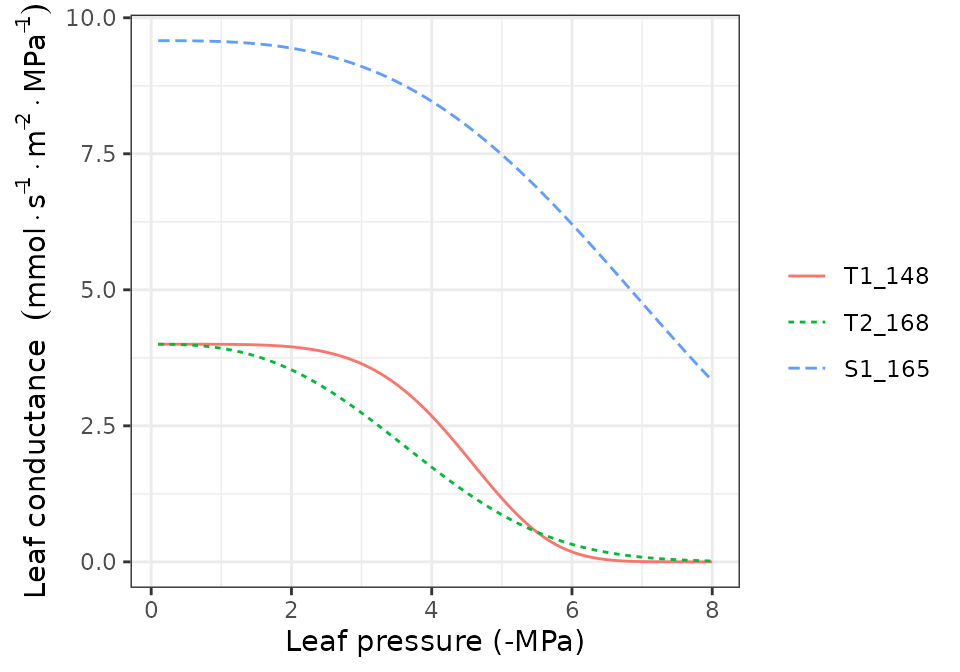 Leaf conductance (mmol · s⁻¹ · m⁻² · MPa⁻¹)
10.0
7.5
5.0
2.5
0.0
0 2 4 6 8
Leaf pressure (-MPa)
T1_148
T2_168
S1_165